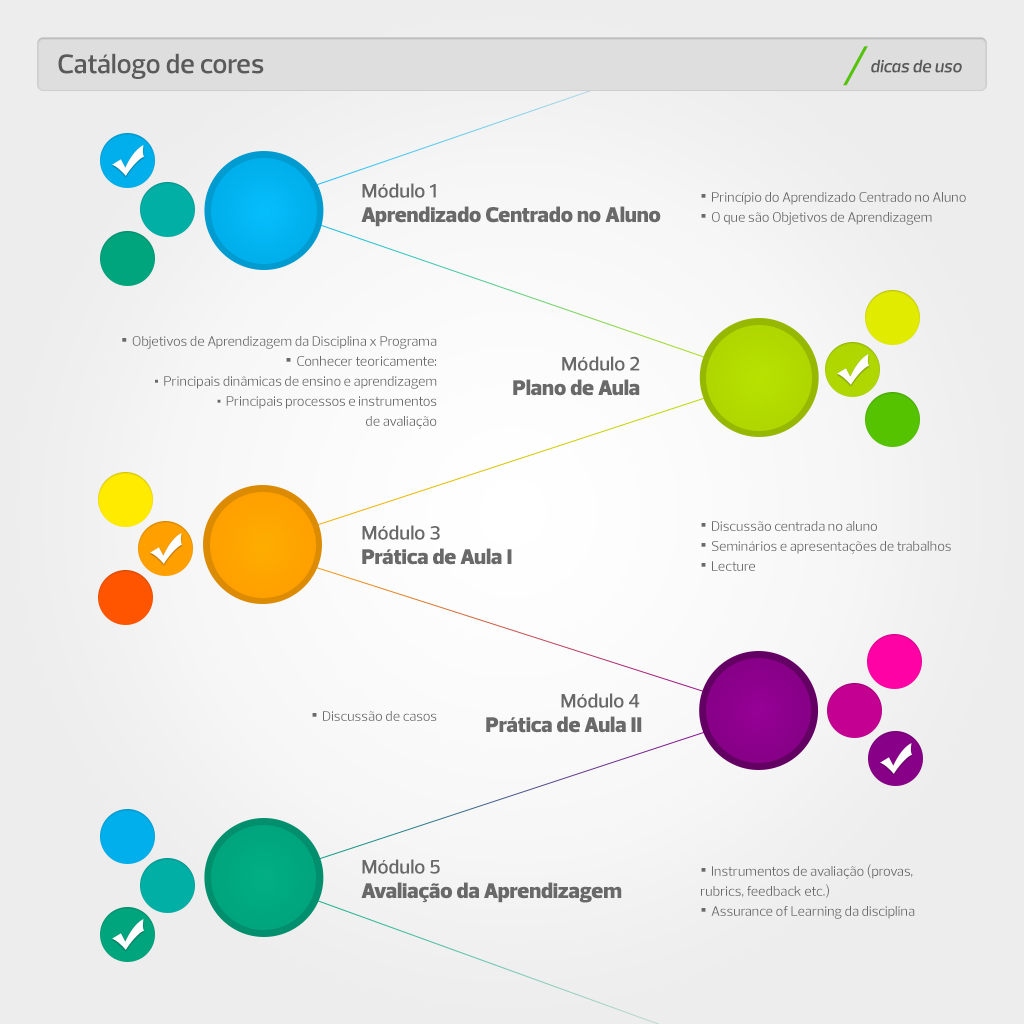 Catálogo de cores
dicas de uso
Módulo 1
Aprendizado Centrado no Aluno
▪ Princípio do Aprendizado Centrado no Aluno
▪ O que são Objetivos de Aprendizagem
▪ Objetivos de Aprendizagem da Disciplina x Programa
▪ Conhecer teoricamente:
• Principais dinâmicas de ensino e aprendizagem
• Principais processos e instrumentos
de avaliação
Módulo 2
Plano de Aula
Módulo 3
Prática de Aula I
▪ Discussão centrada no aluno
▪ Seminários e apresentações de trabalhos
▪ Lecture
▪ Discussão de casos
Módulo 4
Prática de Aula II
Módulo 5
Avaliação da Aprendizagem
▪ Instrumentos de avaliação (provas,
rubrics, feedback etc.)
▪ Assurance of Learning da disciplina